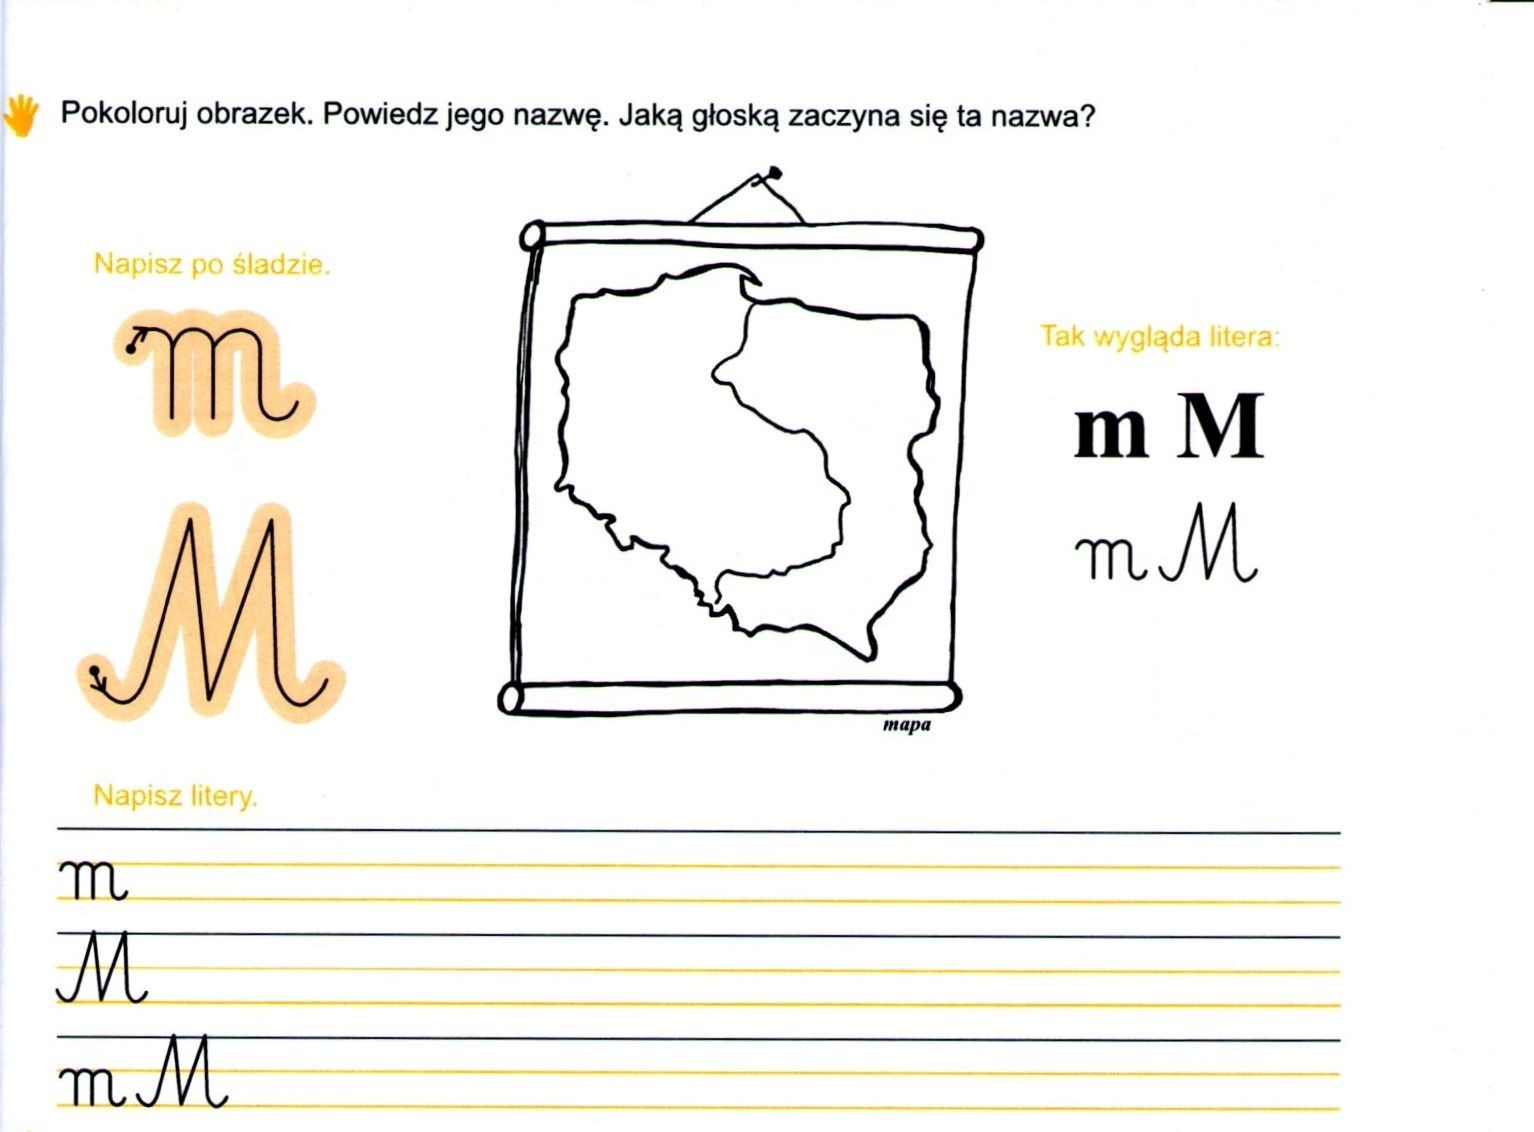 Pokoloruj obrazek. Powiedz jego nazwę. Jaką głoską zaczyna się ta nazwa?
Napisz po śladzie.
m
M
Tak wygląda litera:
m M
m M
mapa
Napisz litery.
m
M
m M